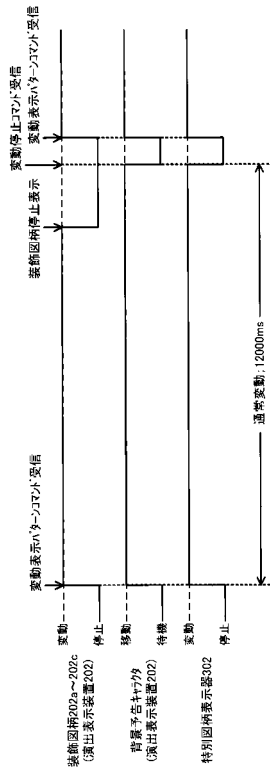 変動表示パターンコマンド受信
装飾図柄停止表示
変動停止コマンド受信
変動表示パターンコマンド受信
装飾図柄202a～202c
(演出表示装置202)
変動
停止
背景予告キャラクタ
(演出表示装置202)
移動
待機
特別図柄表示器302
変動
停止
通常変動;12000ms